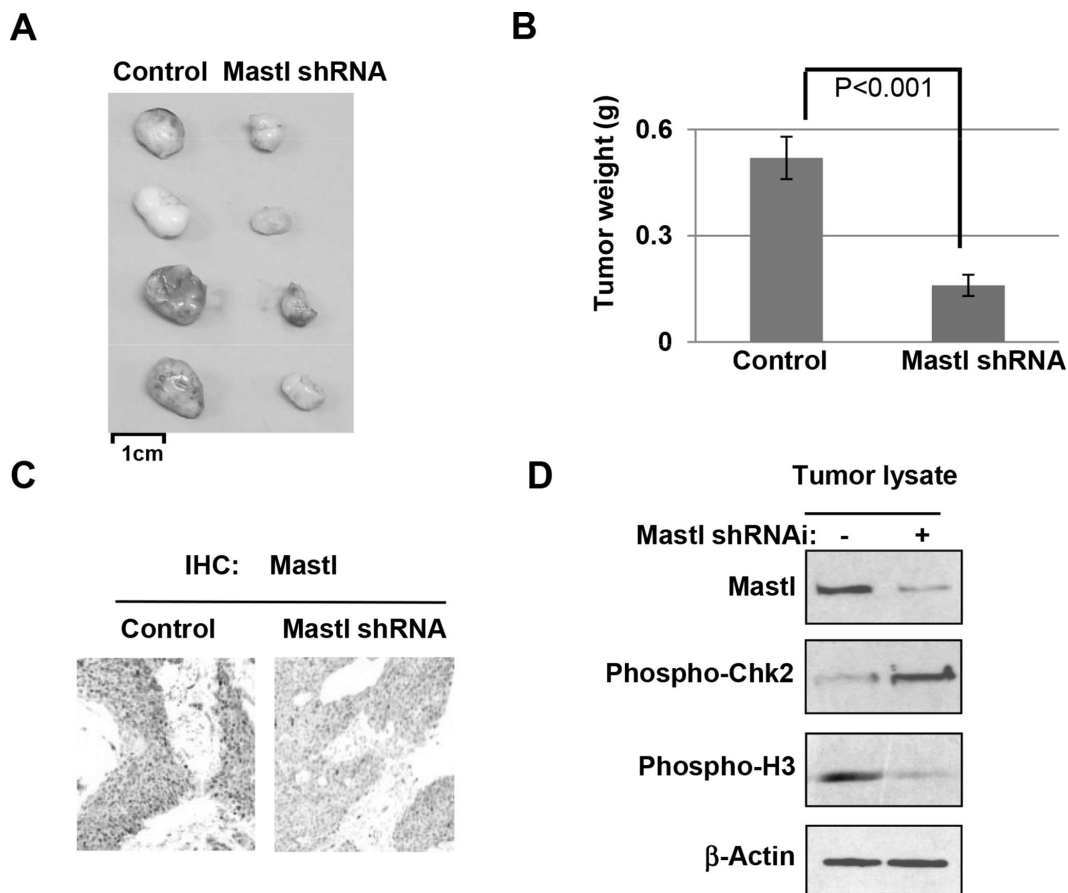 A
Control Mastl shRNA
1cm
B
P<0.001
Tumor weight (g)
0.6
0.3
0
Control Mastl shRNA
C
IHC: Mastl
Control Mastl shRNA
D
Tumor lysate
Mastl shRNAi: - +
Mastl
Phospho-Chk2
Phospho-H3
β-Actin